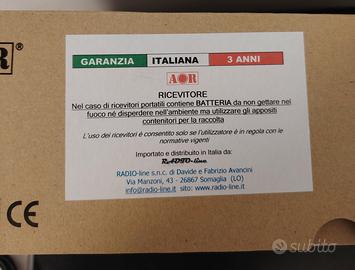 R
GARANZIA ITALIANA 3 ANNI
AOR
RICEVITORE
Nel caso di ricevitori portatili contiene BATTERIA da non gettare nel
fuoco né disperdere nell'ambiente ma utilizzare gli appositi
contenitori per la raccolta
L'uso dei ricevitori è consentito solo se l'utilizzatore è in regola con le
normative vigenti
Importato e distribuito in Italia da:
RADIO-line
RADIO-line s.n.c. di Davide e Fabrizio Avancini
Via Manzoni, 43 - 26867 Somaglia (LO)
info@radio-line.it sito: www.radio-line.it
CE
subito